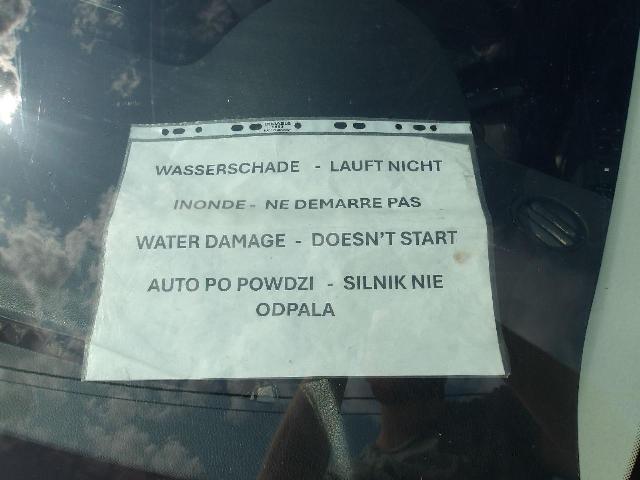 WASSERSCHADE - LAUFT NICHT
INONDE - NE DEMARRE PAS
WATER DAMAGE - DOESN'T START
AUTO PO POWDZI - SILNIK NIE
ODPALA